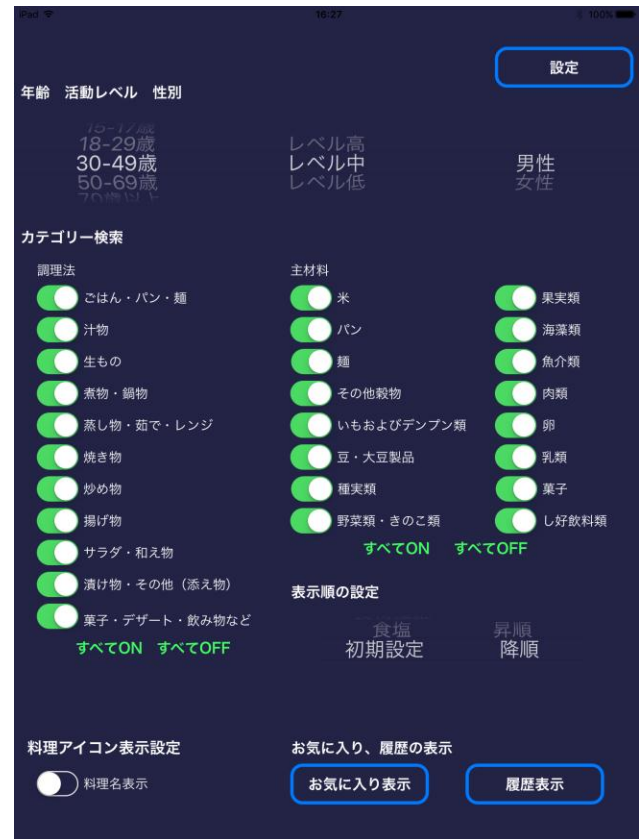 iPad 16:27 100%
設定
年齢 活動レベル 性別
15-17歳
18-29歳 レベル高
30-49歳 レベル中 男性
50-69歳 レベル低 女性
70歳以上
カテゴリー検索
調理法 主材料
ごはん・パン・麺 米 果実類
汁物 パン 海藻類
生もの 麺 魚介類
煮物・鍋物 その他穀物 肉類
蒸し物・茹で・レンジ いもおよびデンプン類 卵
焼き物 豆・大豆製品 乳類
炒め物 種実類 菓子
揚げ物 野菜類・きのこ類 し好飲料類
サラダ・和え物 すべてON すべてOFF
漬け物・その他（添え物） 表示順の設定
菓子・デザート・飲み物など 食塩 昇順
すべてON すべてOFF 初期設定 降順
料理アイコン表示設定 お気に入り、履歴の表示
料理名表示 お気に入り表示 履歴表示